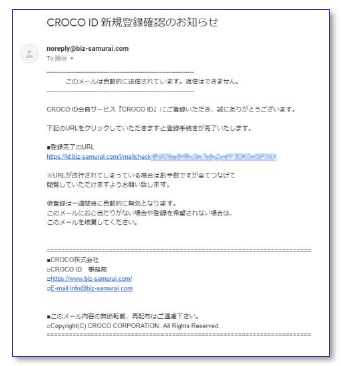 CROCO ID 新規登録確認のお知らせ
noreply@biz-samurai.com
To
このメールは自動的に送信されています。返信はできません。
CROCO ID会員サービス『CROCO ID』にご登録いただき、誠にありがとうございます。
下記のURLをクリックしていただきますと登録手続きが完了いたします。
■登録完了のURL
https://id.biz-samurai.com/mailcheck/
※URLが改行されてしまっている場合はお手数ですが全てつなげて
閲覧していただけますようお願い致します。
仮登録は一週間後に自動的に無効となります。
このメールにお心当たりがない場合や登録を希望されない場合は、
このメールを破棄してください。
================================================================
■CROCO株式会社
□CROCO ID 事務局
□https://www.biz-samurai.com/
□E-mail:info@biz-samurai.com
■このメール内容の無断転載、再配布はご遠慮下さい。
□Copyright(C) CROCO CORPORATION. All Rights Reserved.
================================================================